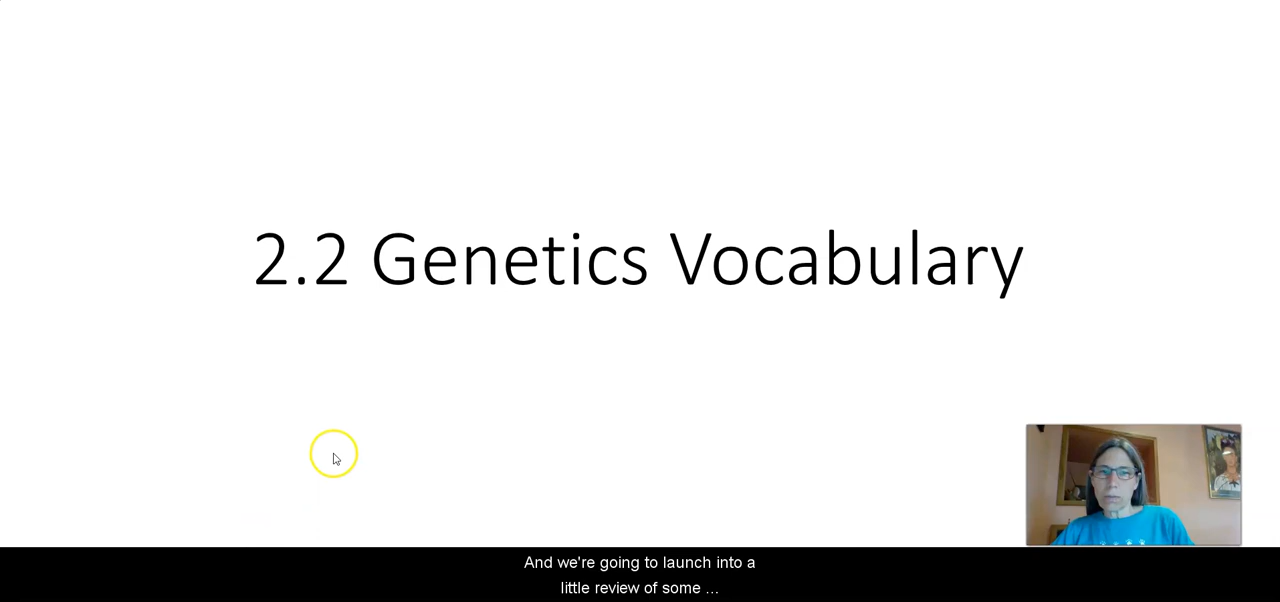 2.2 Genetics Vocabulary
And we're going to launch into a
little review of some ...